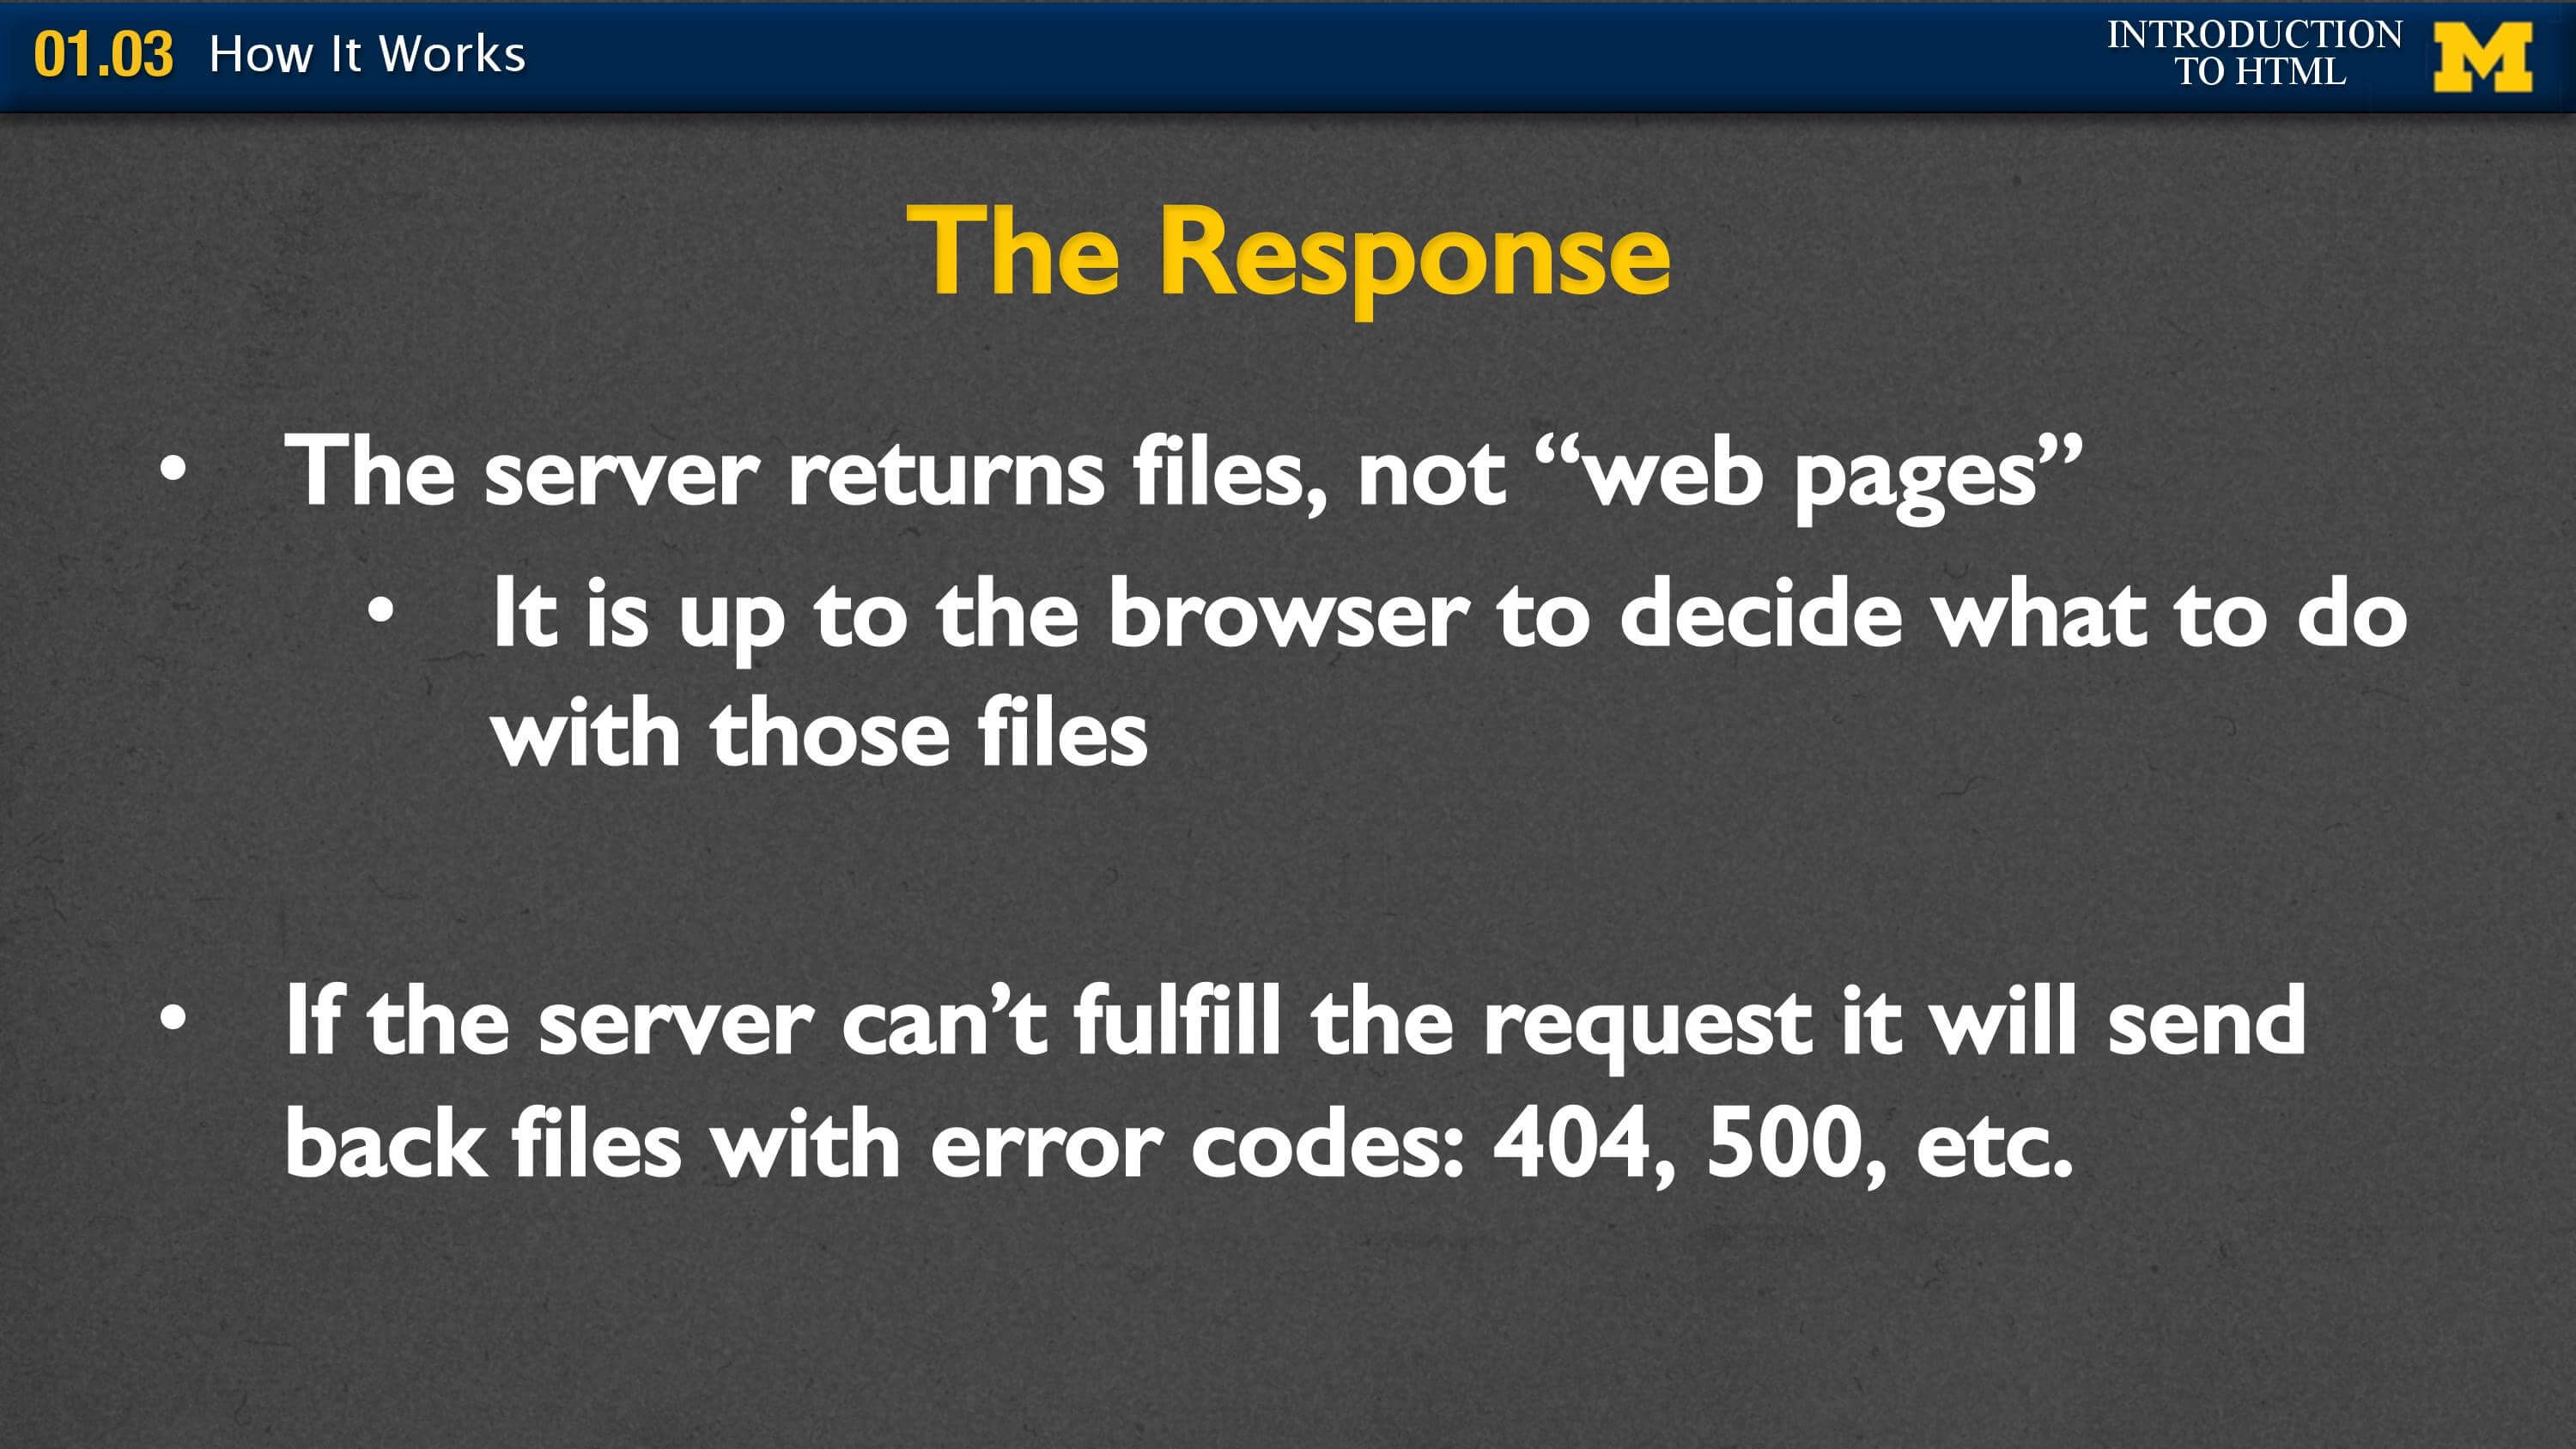 01.03 How It Works
INTRODUCTION
TO HTML
M
The Response
• The server returns files, not “web pages”
• It is up to the browser to decide what to do
with those files
• If the server can’t fulfill the request it will send
back files with error codes: 404, 500, etc.